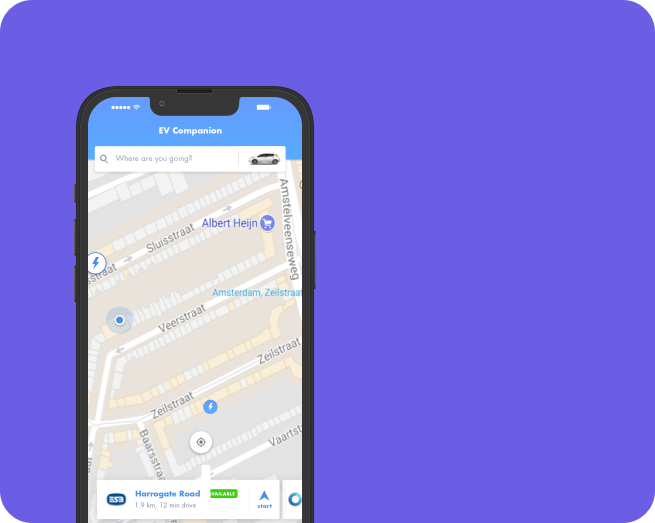 EV Companion
Where are you going?
Albert Heijn
Amstelveenseweg
Sluisstraat
Amsterdam, Zeilstraat
Veerstraat
Zeilstraat
Zeilstraat
Baarsstraat
ESB
Harrogate Road
AVAILABLE
1.9 km, 12 min drive
start